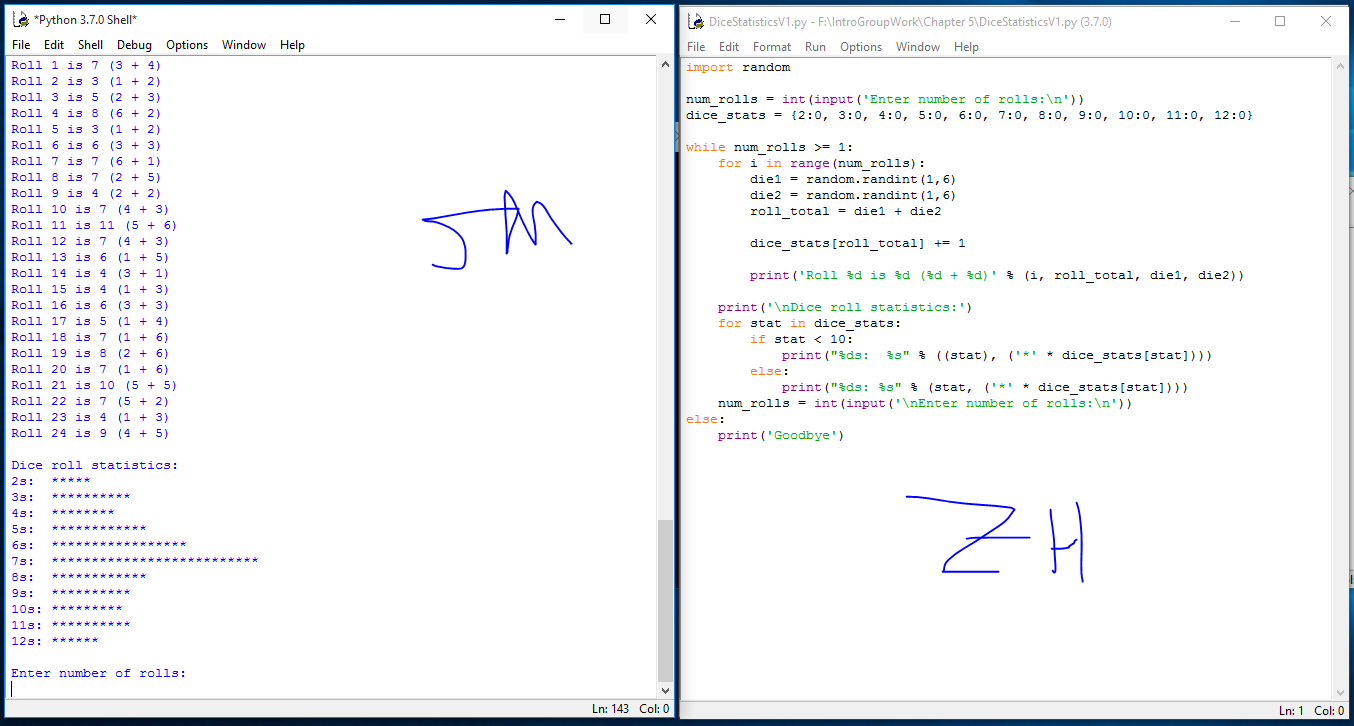 *Python 3.7.0 Shell*
File Edit Shell Debug Options Window Help
Roll 1 is 7 (3 + 4)
Roll 2 is 3 (1 + 2)
Roll 3 is 5 (2 + 3)
Roll 4 is 8 (6 + 2)
Roll 5 is 3 (1 + 2)
Roll 6 is 6 (3 + 3)
Roll 7 is 7 (6 + 1)
Roll 8 is 7 (2 + 5)
Roll 9 is 4 (2 + 2)
Roll 10 is 7 (4 + 3)
Roll 11 is 11 (5 + 6)
Roll 12 is 7 (4 + 3)
Roll 13 is 6 (1 + 5)
Roll 14 is 4 (3 + 1)
Roll 15 is 4 (1 + 3)
Roll 16 is 6 (3 + 3)
Roll 17 is 5 (1 + 4)
Roll 18 is 7 (1 + 6)
Roll 19 is 8 (2 + 6)
Roll 20 is 7 (1 + 6)
Roll 21 is 10 (5 + 5)
Roll 22 is 7 (5 + 2)
Roll 23 is 4 (1 + 3)
Roll 24 is 9 (4 + 5)
Dice roll statistics:
2s:  *****
3s:  **********
4s:  ********
5s:  ************
6s:  *****************
7s:  **************************
8s:  ************
9s:  **********
10s: *********
11s: **********
12s: ******
Enter number of rolls:
JM
Ln: 143 Col: 0
DiceStatisticsV1.py - F:\IntroGroupWork\Chapter 5\DiceStatisticsV1.py (3.7.0)
File Edit Format Run Options Window Help
import random
num_rolls = int(input('Enter number of rolls:\n'))
dice_stats = {2:0, 3:0, 4:0, 5:0, 6:0, 7:0, 8:0, 9:0, 10:0, 11:0, 12:0}
while num_rolls >= 1:
    for i in range(num_rolls):
        die1 = random.randint(1,6)
        die2 = random.randint(1,6)
        roll_total = die1 + die2
        dice_stats[roll_total] += 1
        print('Roll %d is %d (%d + %d)' % (i, roll_total, die1, die2))
    print('\nDice roll statistics:')
    for stat in dice_stats:
        if stat < 10:
            print("%ds:  %s" % ((stat), ('*' * dice_stats[stat])))
        else:
            print("%ds: %s" % (stat, ('*' * dice_stats[stat])))
    num_rolls = int(input('\nEnter number of rolls:\n'))
else:
    print('Goodbye')
ZH
Ln: 1 Col: 0